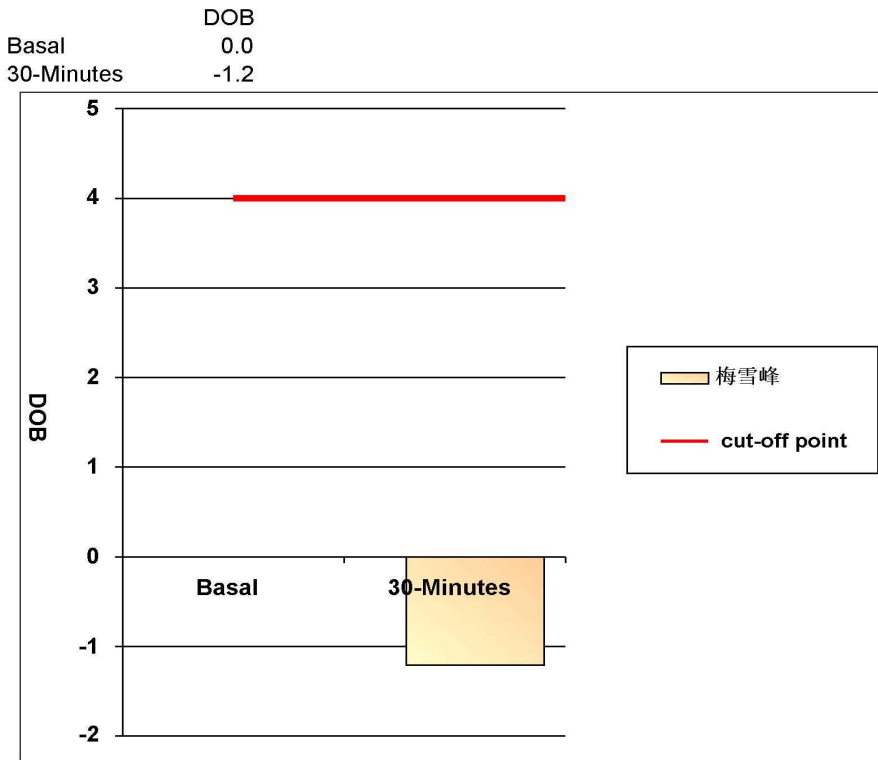 DOB
Basal 0.0
30-Minutes -1.2
5
4
3
2
1
0
-1
-2
DOB
Basal 30-Minutes
梅雪峰
cut-off point